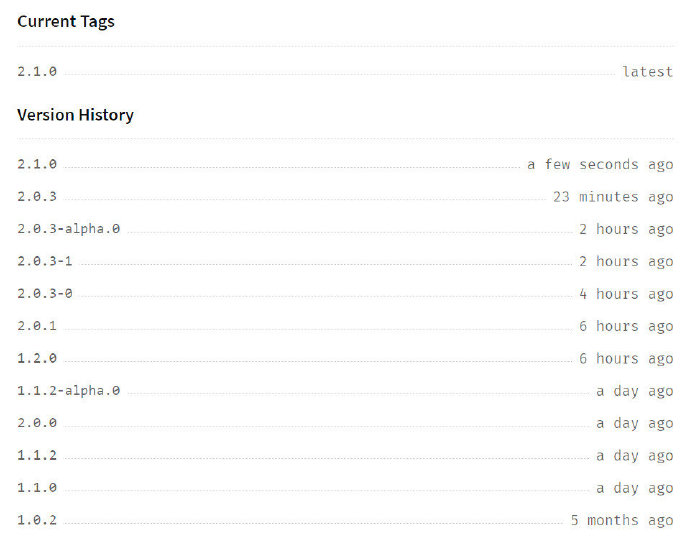 Current Tags
2.1.0 latest
Version History
2.1.0 a few seconds ago
2.0.3 23 minutes ago
2.0.3-alpha.0 2 hours ago
2.0.3-1 2 hours ago
2.0.3-0 4 hours ago
2.0.1 6 hours ago
1.2.0 6 hours ago
1.1.2-alpha.0 a day ago
2.0.0 a day ago
1.1.2 a day ago
1.1.0 a day ago
1.0.2 5 months ago